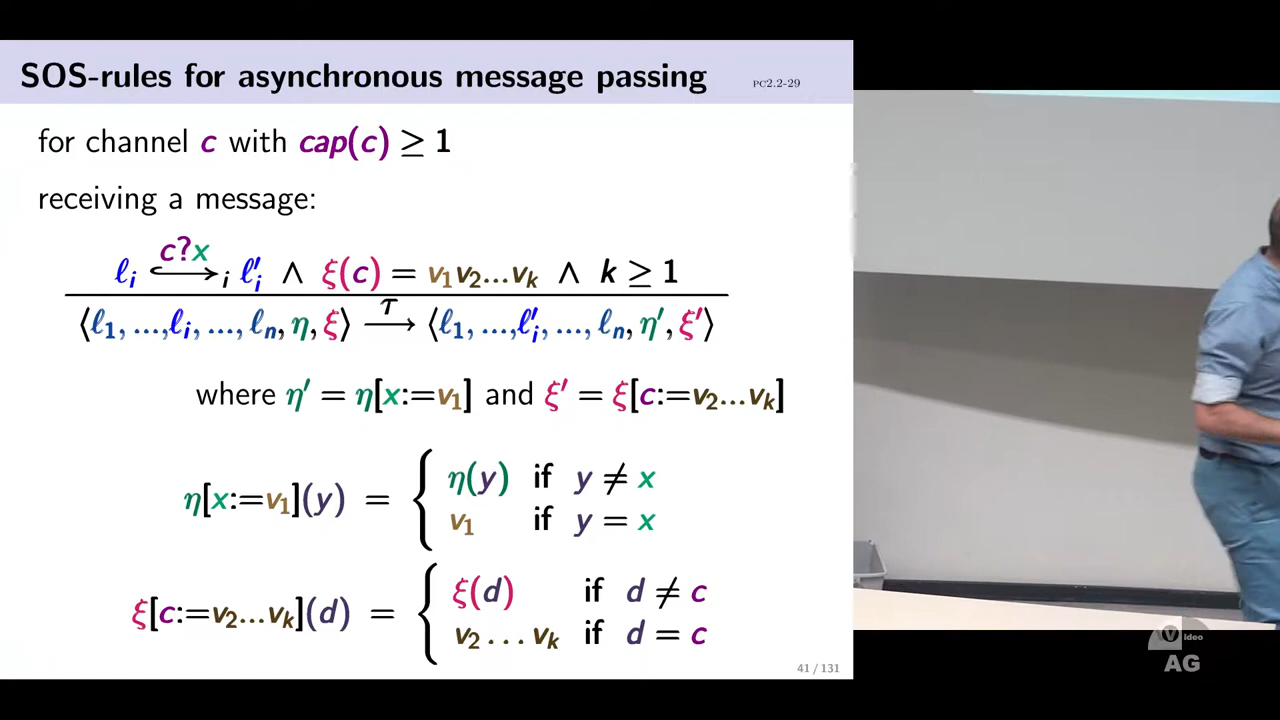 SOS-rules for asynchronous message passing PC2.2-29
for channel c with cap(c) ≥ 1
receiving a message:
ℓᵢ c?x ↪ᵢ ℓ′ᵢ ∧ ξ(c) = v₁v₂...vₖ ∧ k ≥ 1
⟨ℓ₁, ...,ℓᵢ, ..., ℓₙ, η, ξ⟩ τ → ⟨ℓ₁, ...,ℓ′ᵢ, ..., ℓₙ, η′, ξ′⟩
where η′ = η[x:=v₁] and ξ′ = ξ[c:=v₂...vₖ]
η[x:=v₁](y) = { η(y) if y ≠ x
v₁ if y = x
ξ[c:=v₂...vₖ](d) = { ξ(d) if d ≠ c
v₂ ... vₖ if d = c
41 / 131
Video
AG